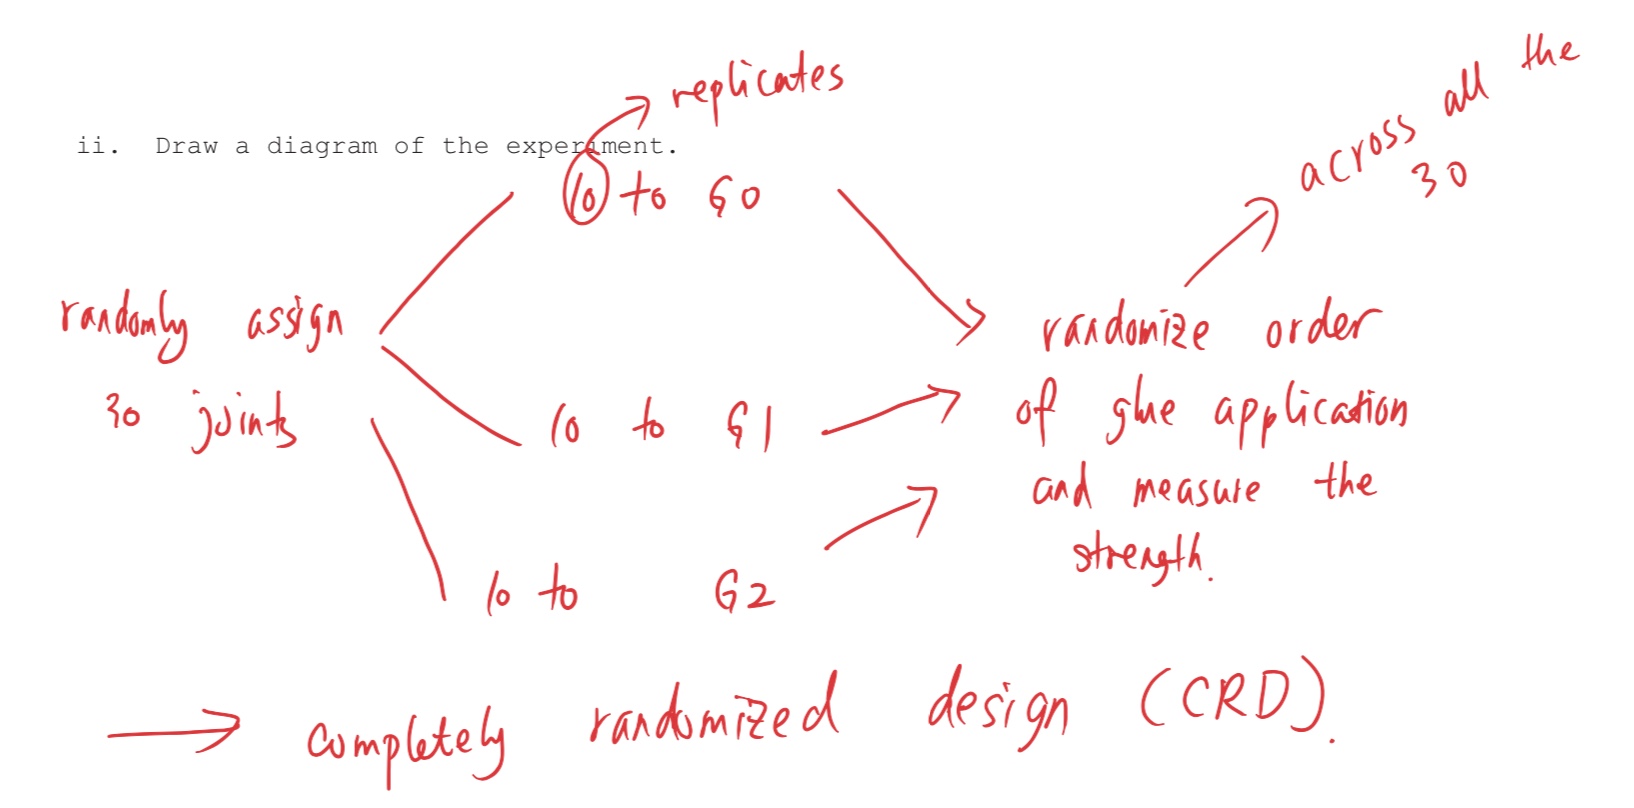 replicates
ii. Draw a diagram of the experiment.
10 to G0
across all the
30
randomly assign
30 joints
10 to G1
10 to G2
randomize order
of glue application
and measure the
strength.
completely randomized design (CRD).